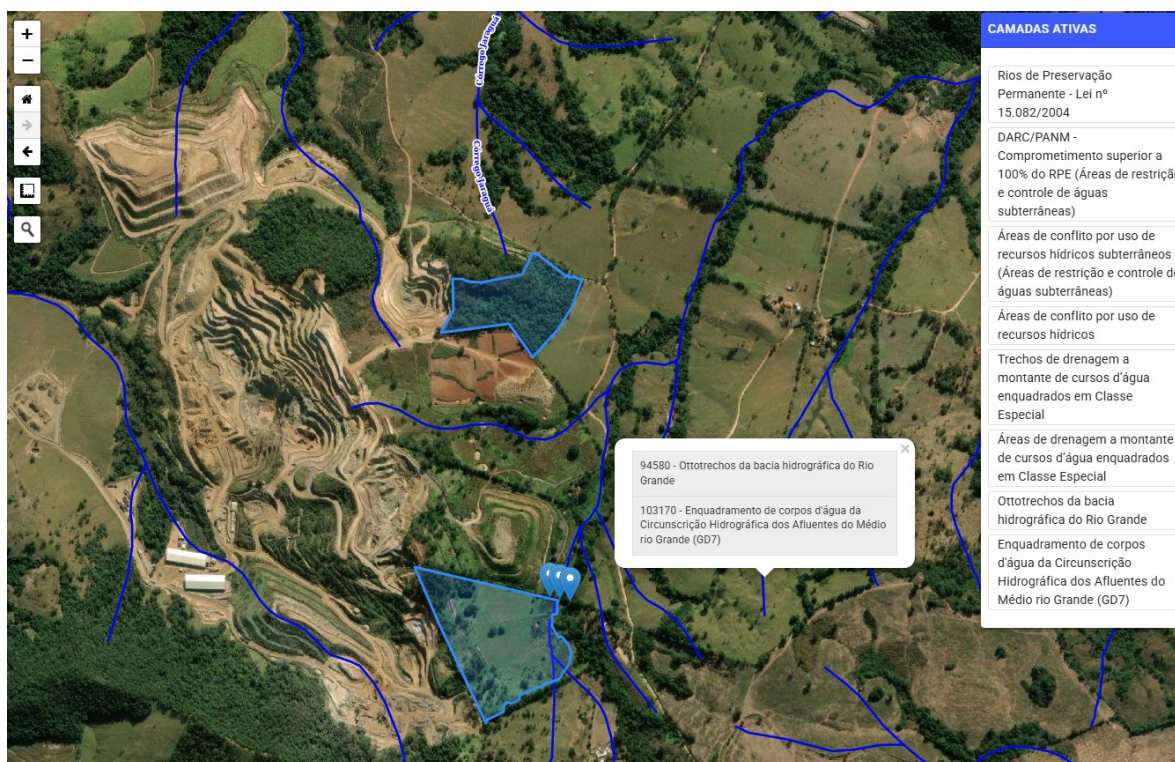 Córrego Jaraguá
Córrego Jaraguá
94580 - Ottotrechos da bacia hidrográfica do Rio
Grande
103170 - Enquadramento de corpos d'água da
Circunscrição Hidrográfica dos Afluentes do Médio
rio Grande (GD7)
×
CAMADAS ATIVAS
Rios de Preservação
Permanente - Lei nº
15.082/2004
DARC/PANM -
Comprometimento superior a
100% do RPE (Áreas de restrição
e controle de águas
subterrâneas)
Áreas de conflito por uso de
recursos hídricos subterrâneos
(Áreas de restrição e controle de
águas subterrâneas)
Áreas de conflito por uso de
recursos hídricos
Trechos de drenagem a
montante de cursos d'água
enquadrados em Classe
Especial
Áreas de drenagem a montante
de cursos d'água enquadrados
em Classe Especial
Ottotrechos da bacia
hidrográfica do Rio Grande
Enquadramento de corpos
d'água da Circunscrição
Hidrográfica dos Afluentes do
Médio rio Grande (GD7)